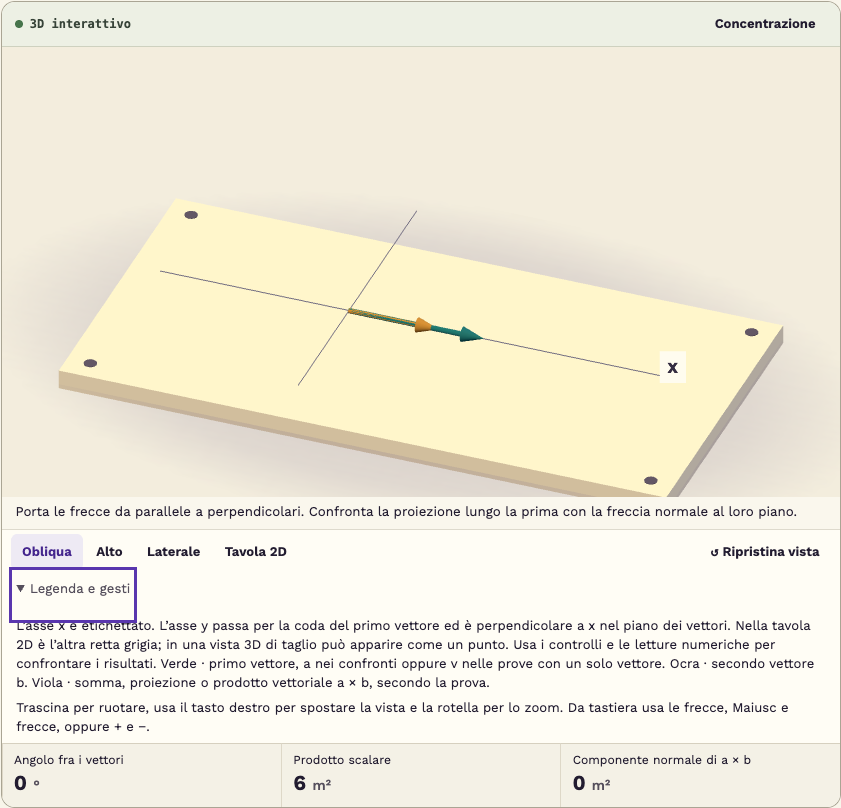 3D interattivo
Concentrazione
x
Porta le frecce da parallele a perpendicolari. Confronta la proiezione lungo la prima con la freccia normale al loro piano.
Obliqua Alto Laterale Tavola 2D ↺ Ripristina vista
▼ Legenda e gesti
L’asse x è etichettato. L’asse y passa per la coda del primo vettore ed è perpendicolare a x nel piano dei vettori. Nella tavola
2D è l’altra retta grigia; in una vista 3D di taglio può apparire come un punto. Usa i controlli e le letture numeriche per
confrontare i risultati. Verde · primo vettore, a nei confronti oppure v nelle prove con un solo vettore. Ocra · secondo vettore
b. Viola · somma, proiezione o prodotto vettoriale a × b, secondo la prova.
Trascina per ruotare, usa il tasto destro per spostare la vista e la rotella per lo zoom. Da tastiera usa le frecce, Maiusc e
frecce, oppure + e −.
Angolo fra i vettori
0 °
Prodotto scalare
6 m²
Componente normale di a × b
0 m²